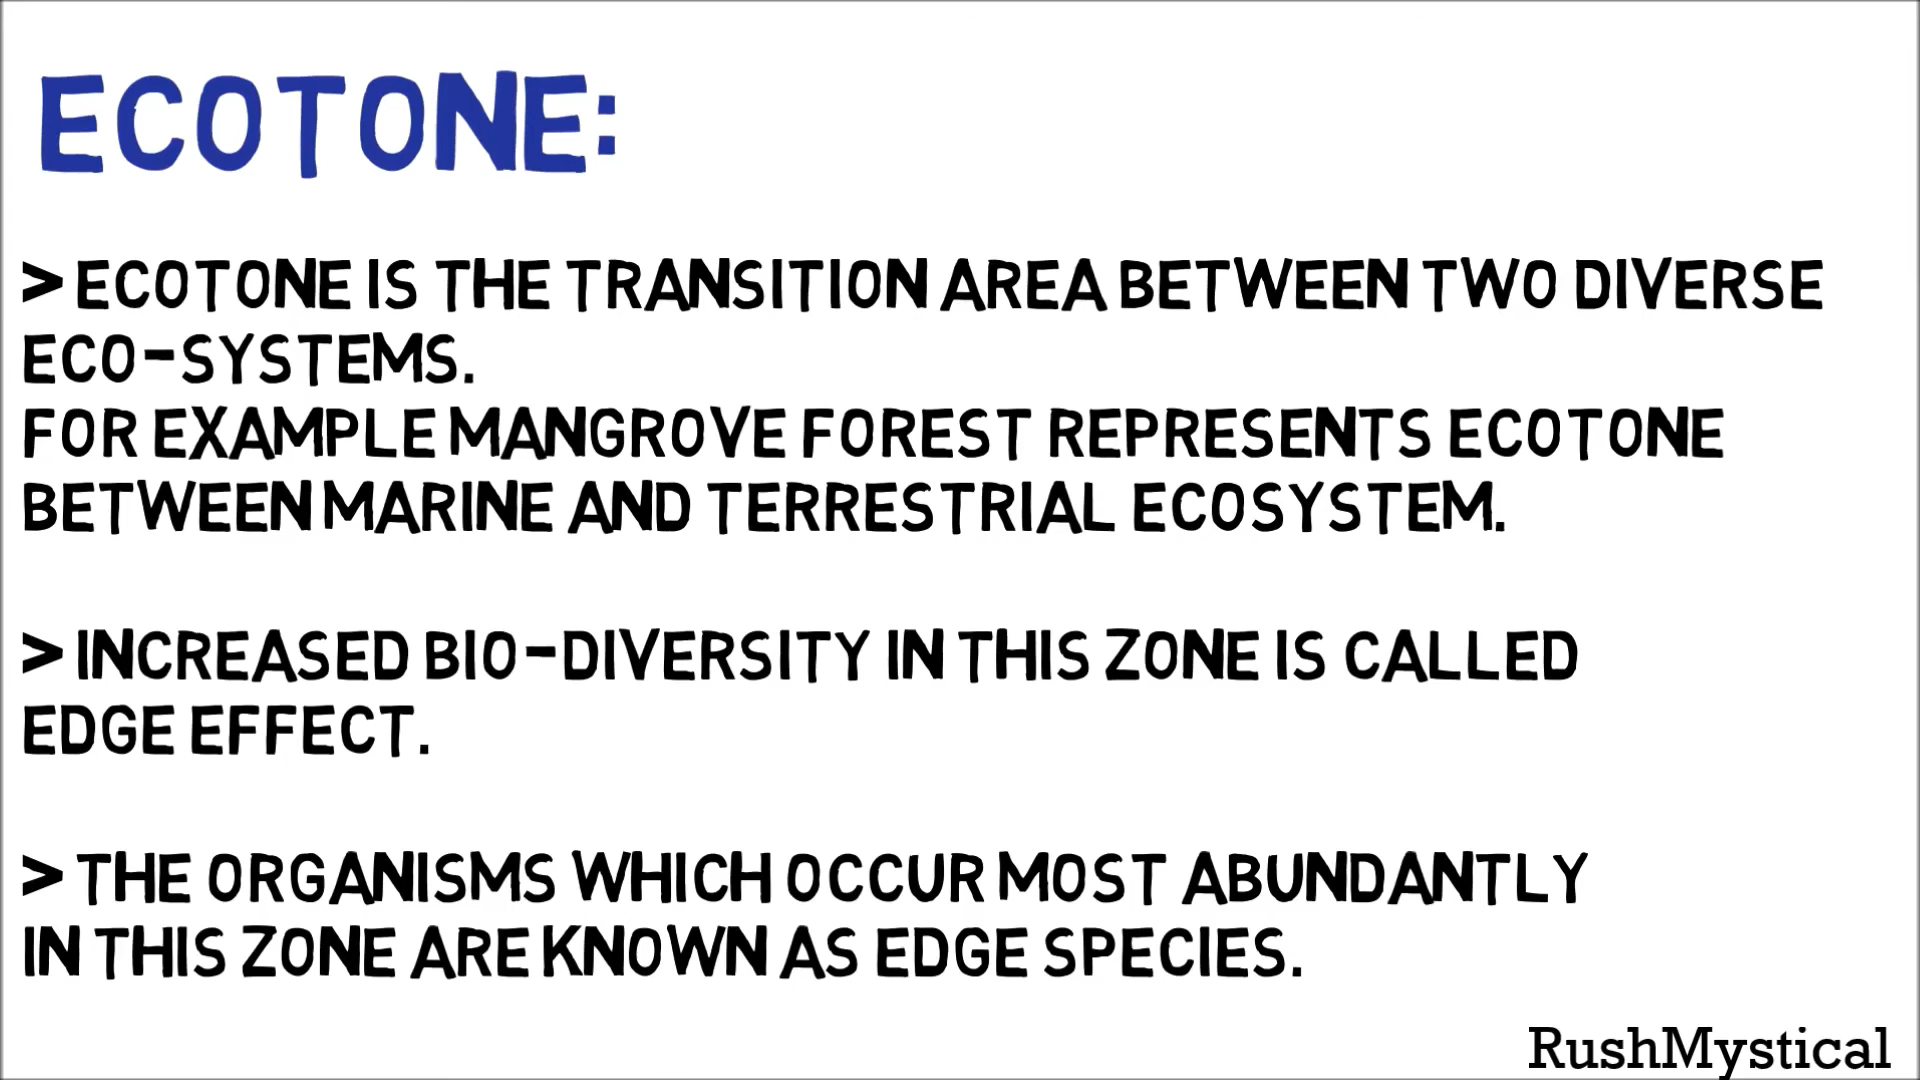 ECOTONE:
> ECOTONE IS THE TRANSITION AREA BETWEEN TWO DIVERSE
ECO-SYSTEMS.
FOR EXAMPLE MANGROVE FOREST REPRESENTS ECOTONE
BETWEEN MARINE AND TERRESTRIAL ECOSYSTEM.
> INCREASED BIO-DIVERSITY IN THIS ZONE IS CALLED
EDGE EFFECT.
> THE ORGANISMS WHICH OCCUR MOST ABUNDANTLY
IN THIS ZONE ARE KNOWN AS EDGE SPECIES.
RushMystical